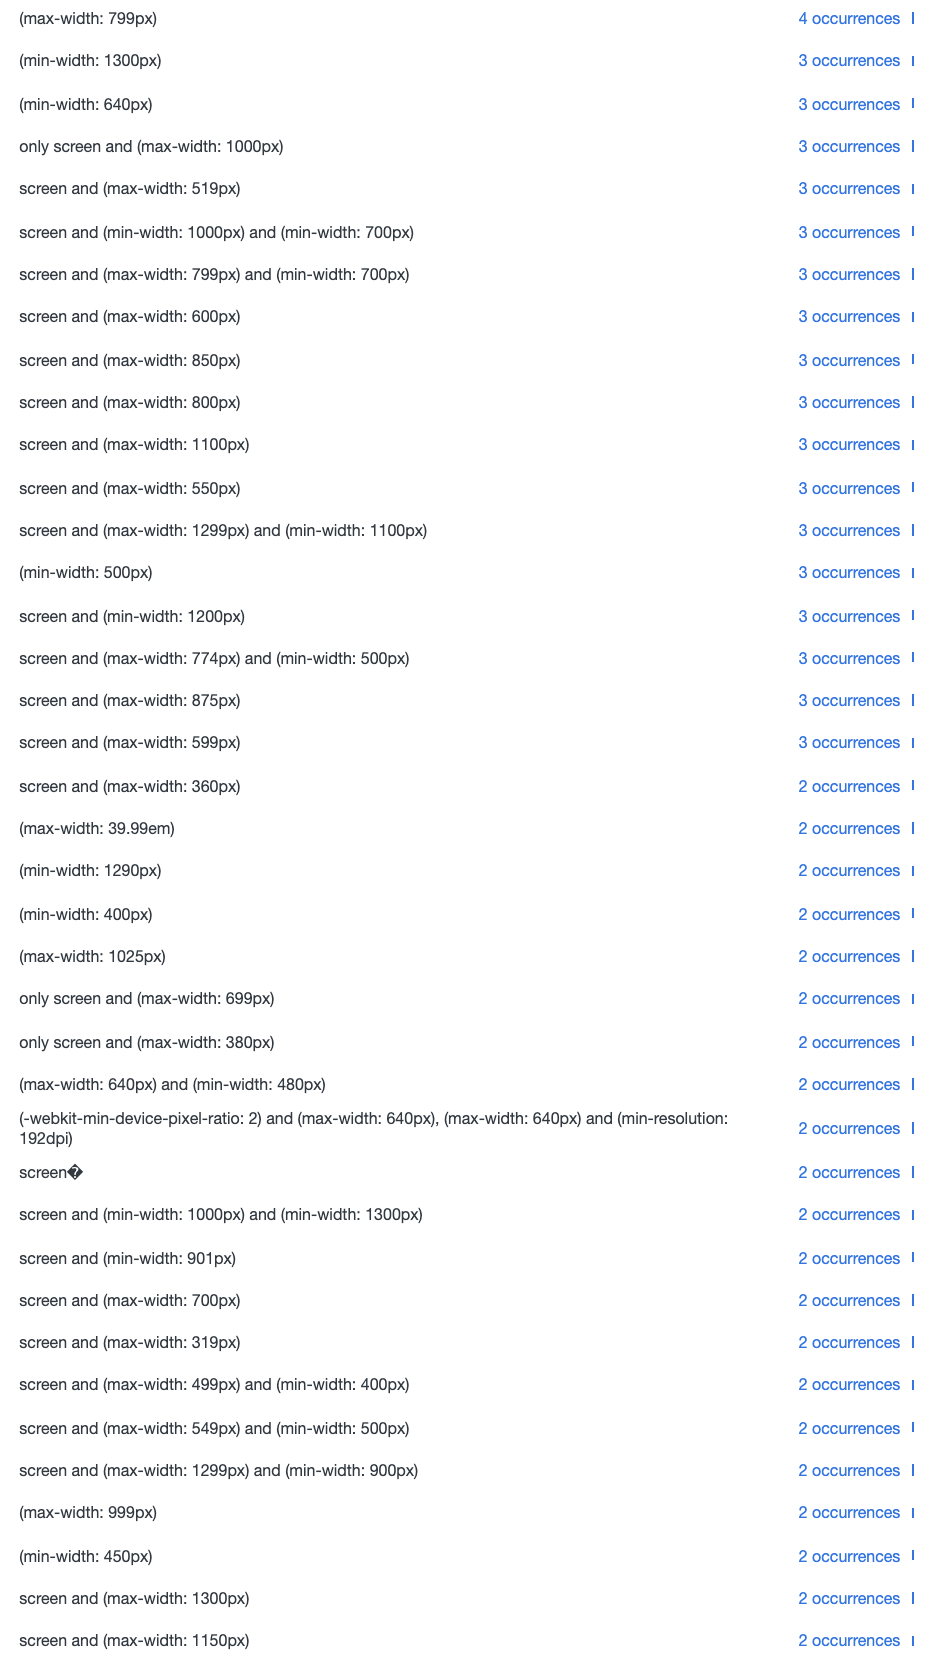 (max-width: 799px) 4 occurrences
(min-width: 1300px) 3 occurrences
(min-width: 640px) 3 occurrences
only screen and (max-width: 1000px) 3 occurrences
screen and (max-width: 519px) 3 occurrences
screen and (min-width: 1000px) and (min-width: 700px) 3 occurrences
screen and (max-width: 799px) and (min-width: 700px) 3 occurrences
screen and (max-width: 600px) 3 occurrences
screen and (max-width: 850px) 3 occurrences
screen and (max-width: 800px) 3 occurrences
screen and (max-width: 1100px) 3 occurrences
screen and (max-width: 550px) 3 occurrences
screen and (max-width: 1299px) and (min-width: 1100px) 3 occurrences
(min-width: 500px) 3 occurrences
screen and (min-width: 1200px) 3 occurrences
screen and (max-width: 774px) and (min-width: 500px) 3 occurrences
screen and (max-width: 875px) 3 occurrences
screen and (max-width: 599px) 3 occurrences
screen and (max-width: 360px) 2 occurrences
(max-width: 39.99em) 2 occurrences
(min-width: 1290px) 2 occurrences
(min-width: 400px) 2 occurrences
(max-width: 1025px) 2 occurrences
only screen and (max-width: 699px) 2 occurrences
only screen and (max-width: 380px) 2 occurrences
(max-width: 640px) and (min-width: 480px) 2 occurrences
(-webkit-min-device-pixel-ratio: 2) and (max-width: 640px), (max-width: 640px) and (min-resolution:
192dpi) 2 occurrences
screen� 2 occurrences
screen and (min-width: 1000px) and (min-width: 1300px) 2 occurrences
screen and (min-width: 901px) 2 occurrences
screen and (max-width: 700px) 2 occurrences
screen and (max-width: 319px) 2 occurrences
screen and (max-width: 499px) and (min-width: 400px) 2 occurrences
screen and (max-width: 549px) and (min-width: 500px) 2 occurrences
screen and (max-width: 1299px) and (min-width: 900px) 2 occurrences
(max-width: 999px) 2 occurrences
(min-width: 450px) 2 occurrences
screen and (max-width: 1300px) 2 occurrences
screen and (max-width: 1150px) 2 occurrences